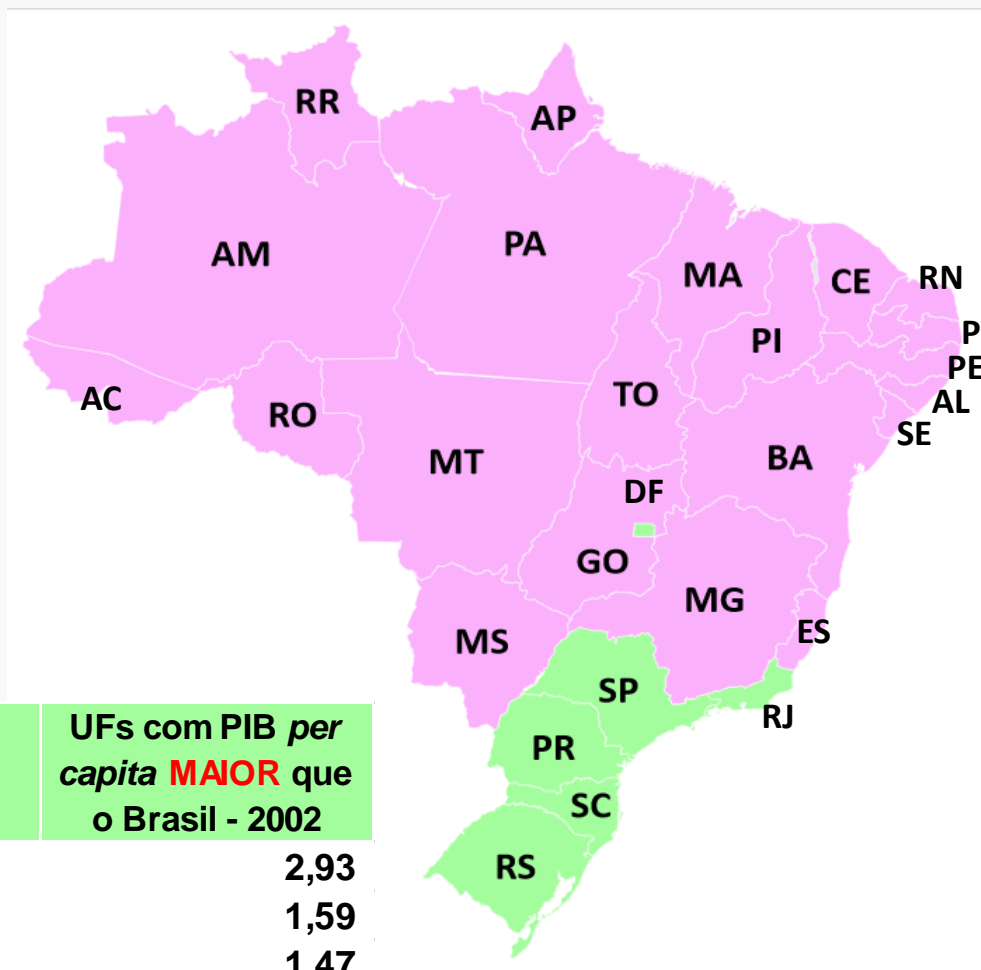 RR
AP
AM
PA
MA
CE
RN
PI
P
PE
AC
RO
TO
AL
SE
MT
BA
DF
GO
MG
MS
ES
SP
RJ
PR
SC
RS
UFs com PIB per
capita MAIOR que
o Brasil - 2002
2,93
1,59
1,47